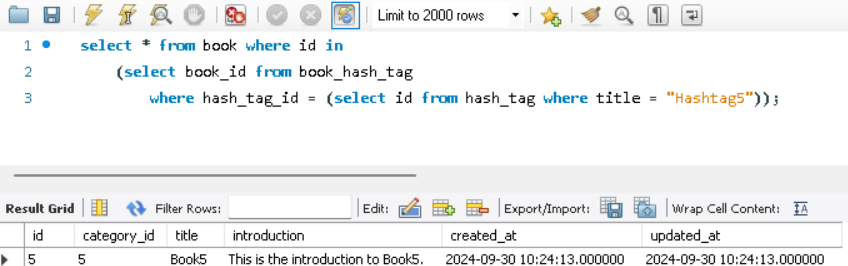 Limit to 2000 rows
1 select * from book where id in
2 (select book_id from book_hash_tag
3 where hash_tag_id = (select id from hash_tag where title = "Hashtag5"));
Result Grid Filter Rows: Edit: Export/Import: Wrap Cell Content: IA
id category_id title introduction created_at updated_at
5 5 Book5 This is the introduction to Book5. 2024-09-30 10:24:13.000000 2024-09-30 10:24:13.000000